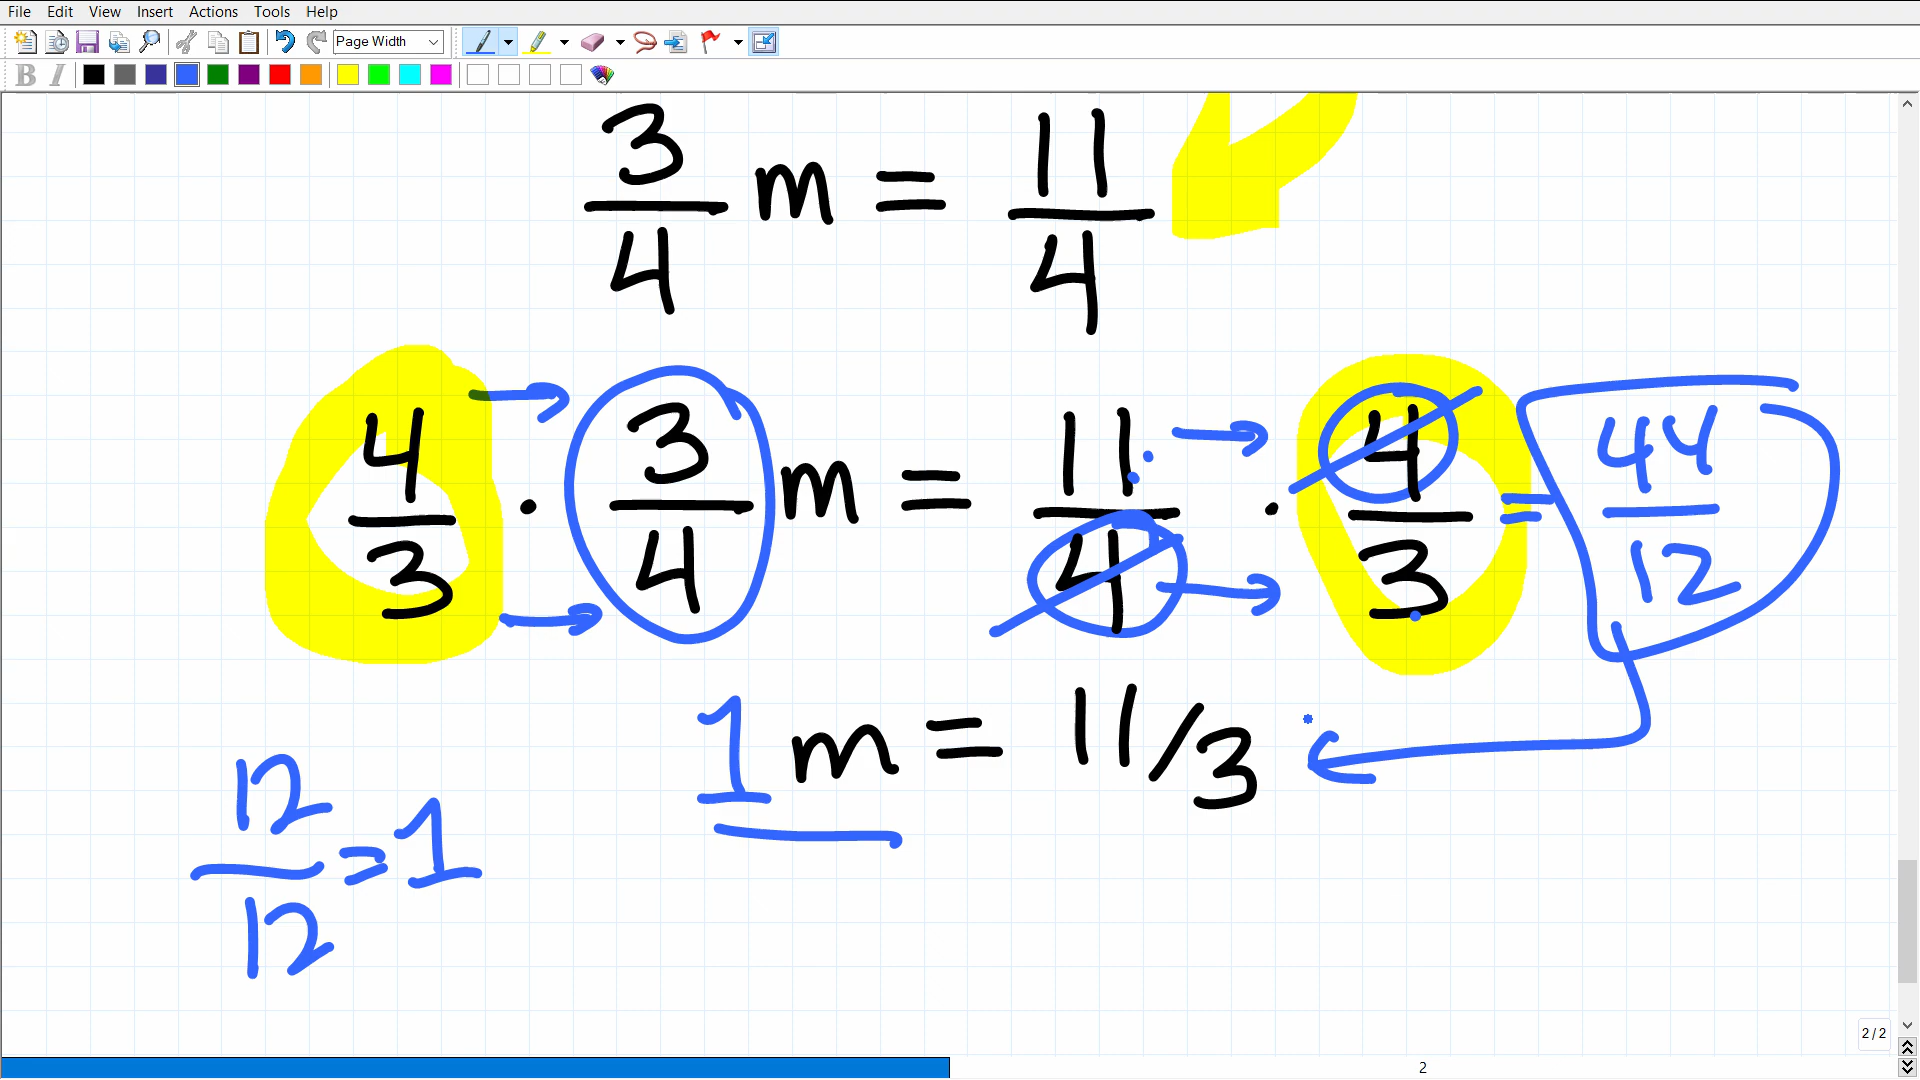 File Edit View Insert Actions Tools Help
Page Width
B I
3/4 m = 11/4
4/3 · 3/4 m = 11/4 · 4/3 = 44/12
1 m = 11/3
12/12 = 1
2 / 2
2